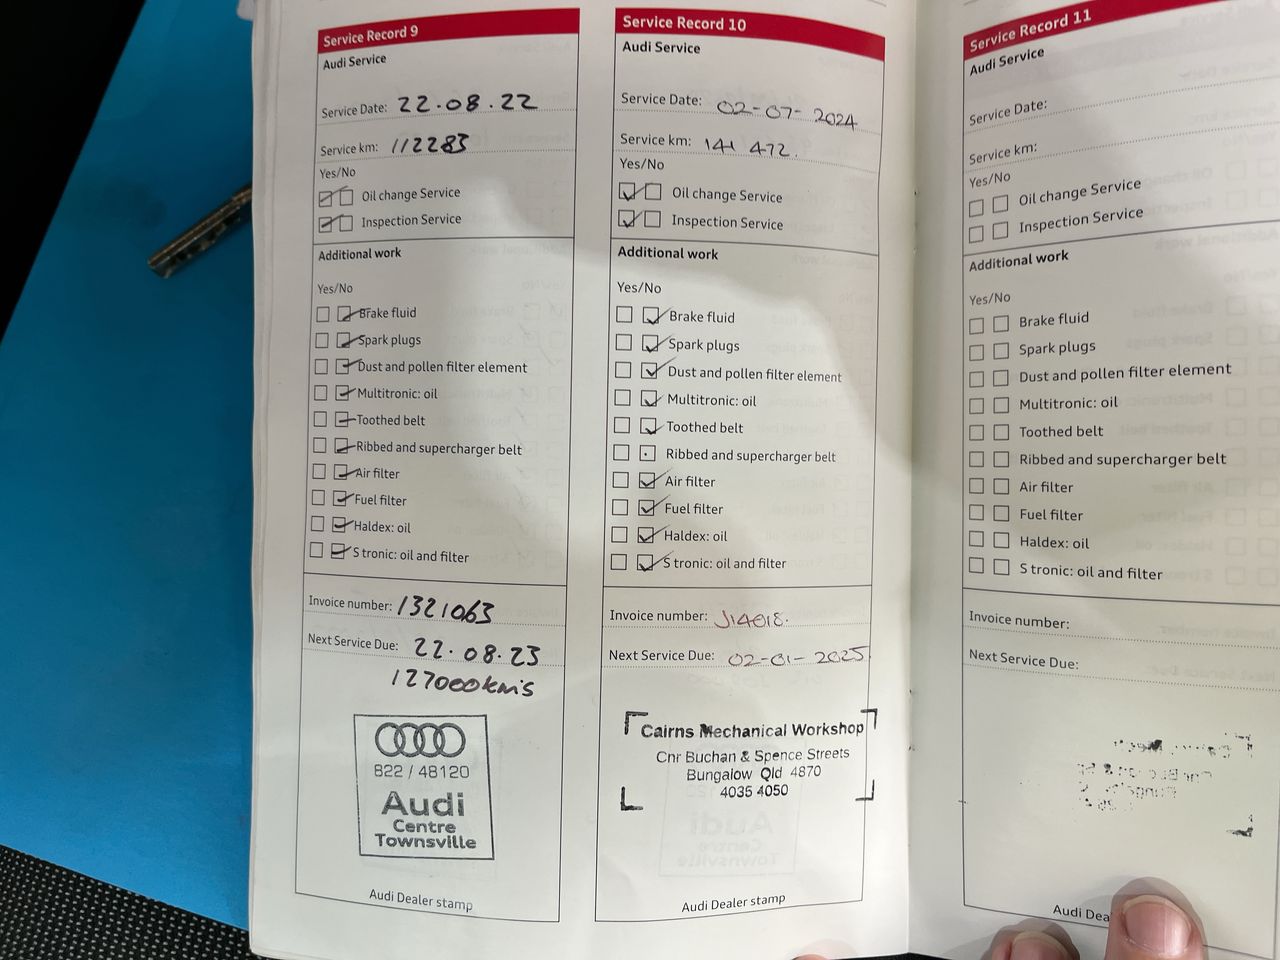 Service Record 9
Audi Service
Service Date: 22.08.22
Service km: 112283
Yes/No
Oil change Service
Inspection Service
Additional work
Yes/No
Brake fluid
Spark plugs
Dust and pollen filter element
Multitronic: oil
Toothed belt
Ribbed and supercharger belt
Air filter
Fuel filter
Haldex: oil
S tronic: oil and filter
Invoice number: 1321063
Next Service Due: 22.08.23
127000km's
822 / 48120
Audi
Centre
Townsville
Audi Dealer stamp
Service Record 10
Audi Service
Service Date: 02-07-2024
Service km: 141 472.
Yes/No
Oil change Service
Inspection Service
Additional work
Yes/No
Brake fluid
Spark plugs
Dust and pollen filter element
Multitronic: oil
Toothed belt
Ribbed and supercharger belt
Air filter
Fuel filter
Haldex: oil
S tronic: oil and filter
Invoice number: J14018.
Next Service Due: 02-01-2025
Cairns Mechanical Workshop
Cnr Buchan & Spence Streets
Bungalow Qld 4870
4035 4050
Audi Dealer stamp
Service Record 11
Audi Service
Service Date:
Service km:
Yes/No
Oil change Service
Inspection Service
Additional work
Yes/No
Brake fluid
Spark plugs
Dust and pollen filter element
Multitronic: oil
Toothed belt
Ribbed and supercharger belt
Air filter
Fuel filter
Haldex: oil
S tronic: oil and filter
Invoice number:
Next Service Due:
Audi